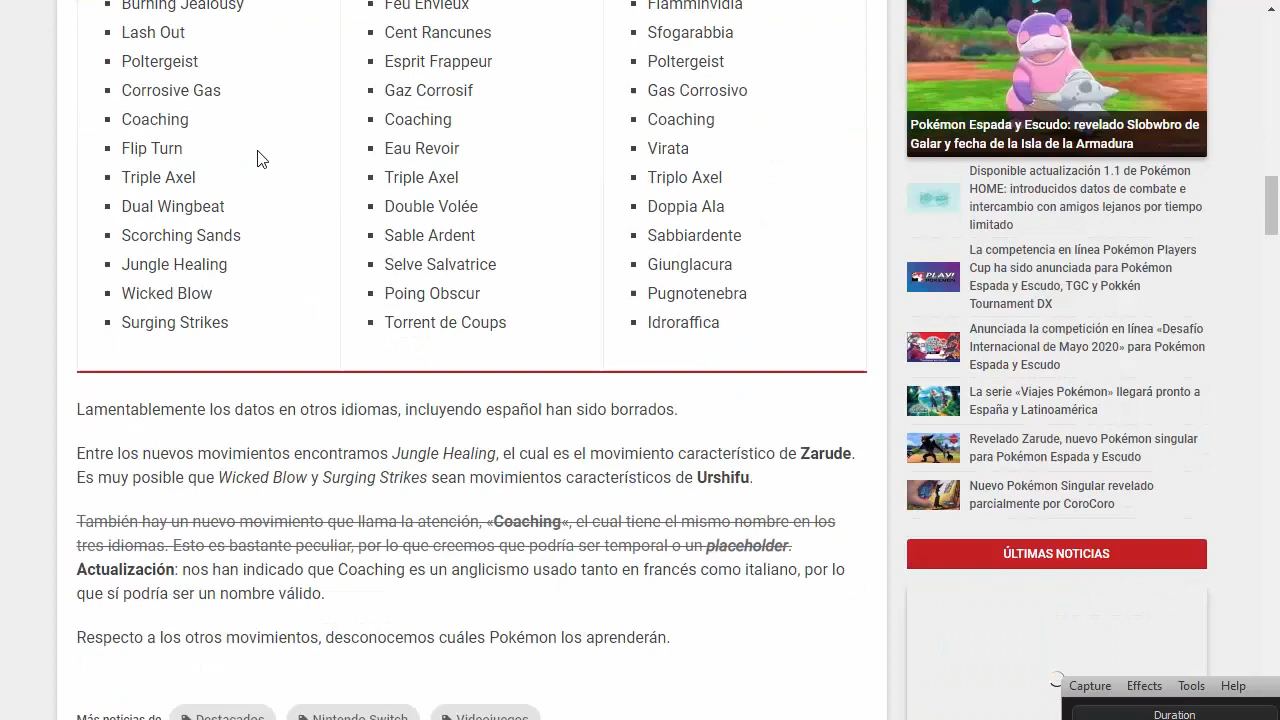 Burning Jealousy
Lash Out
Poltergeist
Corrosive Gas
Coaching
Flip Turn
Triple Axel
Dual Wingbeat
Scorching Sands
Jungle Healing
Wicked Blow
Surging Strikes
Feu Envieux
Cent Rancunes
Esprit Frappeur
Gaz Corrosif
Coaching
Eau Revoir
Triple Axel
Double Volée
Sable Ardent
Selve Salvatrice
Poing Obscur
Torrent de Coups
Fiamminvidia
Sfogarabbia
Poltergeist
Gas Corrosivo
Coaching
Virata
Triplo Axel
Doppia Ala
Sabbiardente
Giunglacura
Pugnotenebra
Idroraffica
Lamentablemente los datos en otros idiomas, incluyendo español han sido borrados.
Entre los nuevos movimientos encontramos Jungle Healing, el cual es el movimiento característico de Zarude.
Es muy posible que Wicked Blow y Surging Strikes sean movimientos característicos de Urshifu.
También hay un nuevo movimiento que llama la atención, «Coaching«, el cual tiene el mismo nombre en los
tres idiomas. Esto es bastante peculiar, por lo que creemos que podría ser temporal o un placeholder.
Actualización: nos han indicado que Coaching es un anglicismo usado tanto en francés como italiano, por lo
que sí podría ser un nombre válido.
Respecto a los otros movimientos, desconocemos cuáles Pokémon los aprenderán.
Más noticias de
Destacados
Nintendo Switch
Videojuegos
Pokémon Espada y Escudo: revelado Slobwbro de
Galar y fecha de la Isla de la Armadura
Disponible actualización 1.1 de Pokémon
HOME: introducidos datos de combate e
intercambio con amigos lejanos por tiempo
limitado
La competencia en línea Pokémon Players
Cup ha sido anunciada para Pokémon
Espada y Escudo, TGC y Pokkén
Tournament DX
Anunciada la competición en línea «Desafío
Internacional de Mayo 2020» para Pokémon
Espada y Escudo
La serie «Viajes Pokémon» llegará pronto a
España y Latinoamérica
Revelado Zarude, nuevo Pokémon singular
para Pokémon Espada y Escudo
Nuevo Pokémon Singular revelado
parcialmente por CoroCoro
ÚLTIMAS NOTICIAS
Capture Effects Tools Help
Duration